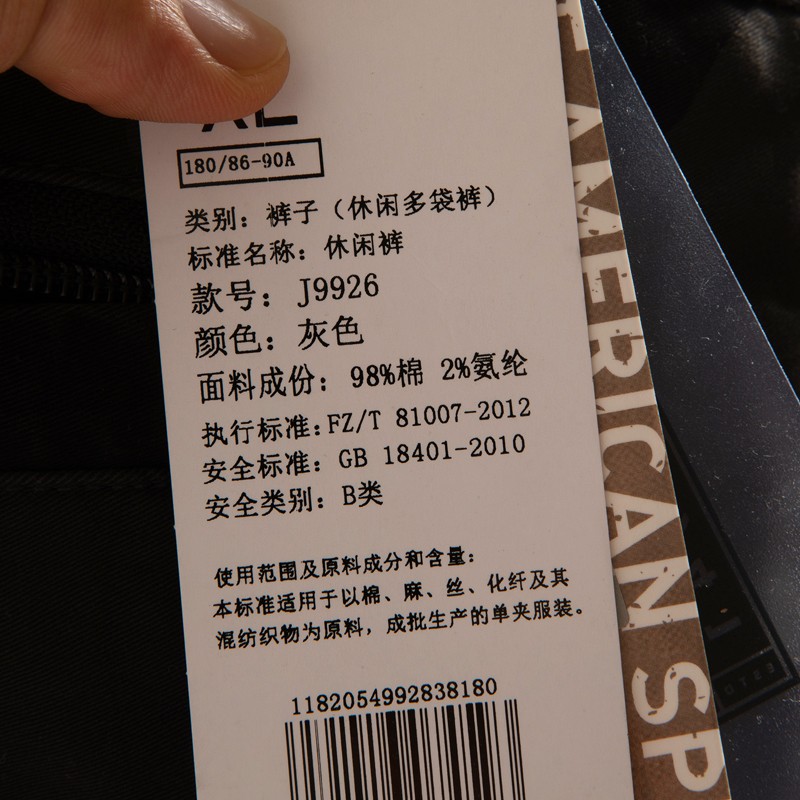 XL
180/86-90A
类别：裤子（休闲多袋裤）
标准名称：休闲裤
款号：J9926
颜色：灰色
面料成份：98%棉 2%氨纶
执行标准:FZ/T 81007-2012
安全标准：GB 18401-2010
安全类别：B类
使用范围及原料成分和含量：
本标准适用于以棉、麻、丝、化纤及其
混纺织物为原料，成批生产的单夹服装。
1182054992838180
AMERICAN SP